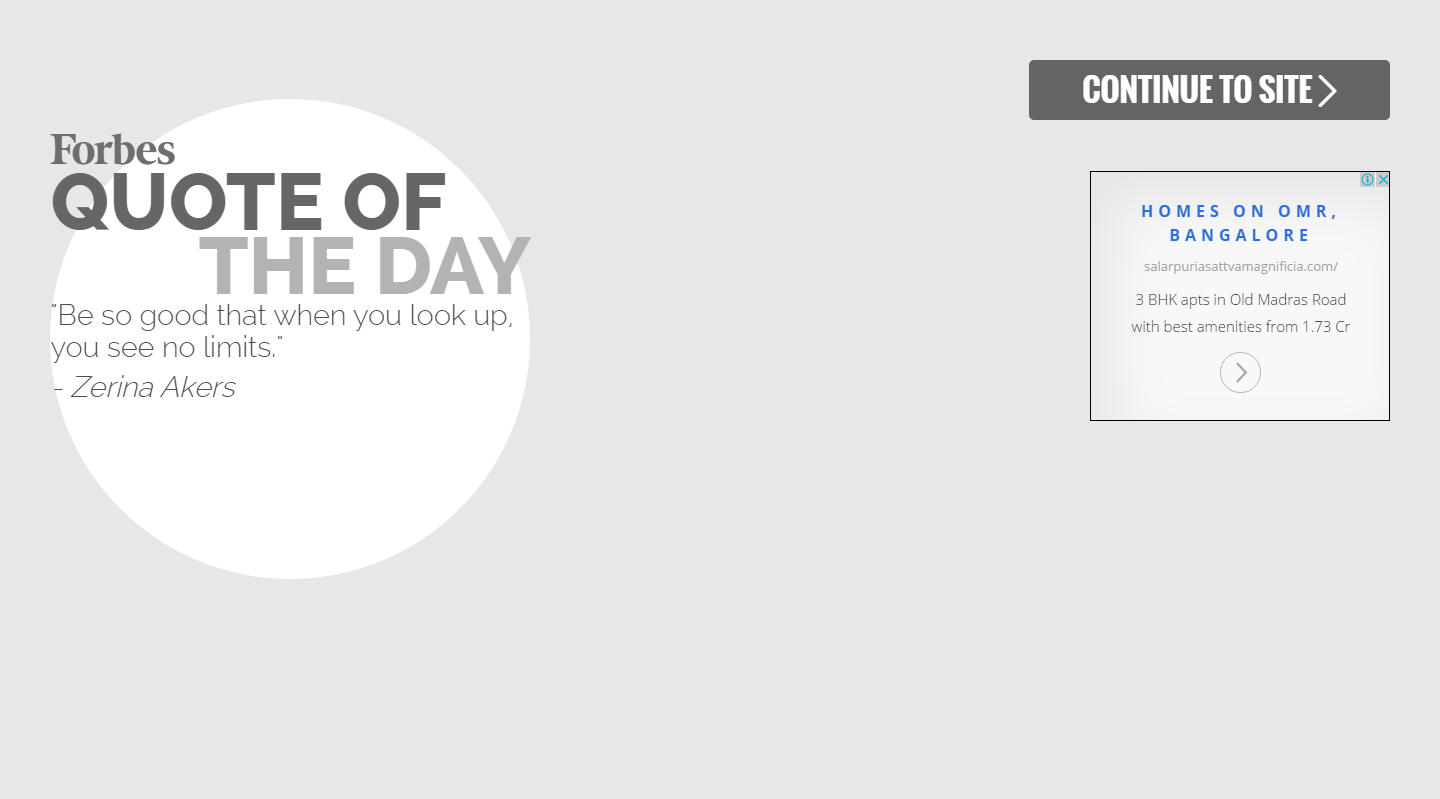 Forbes
QUOTE OF
THE DAY
"Be so good that when you look up,
you see no limits."
- Zerina Akers
CONTINUE TO SITE
HOMES ON OMR,
BANGALORE
salarpuriasattvamagnificia.com/
3 BHK apts in Old Madras Road
with best amenities from 1.73 Cr